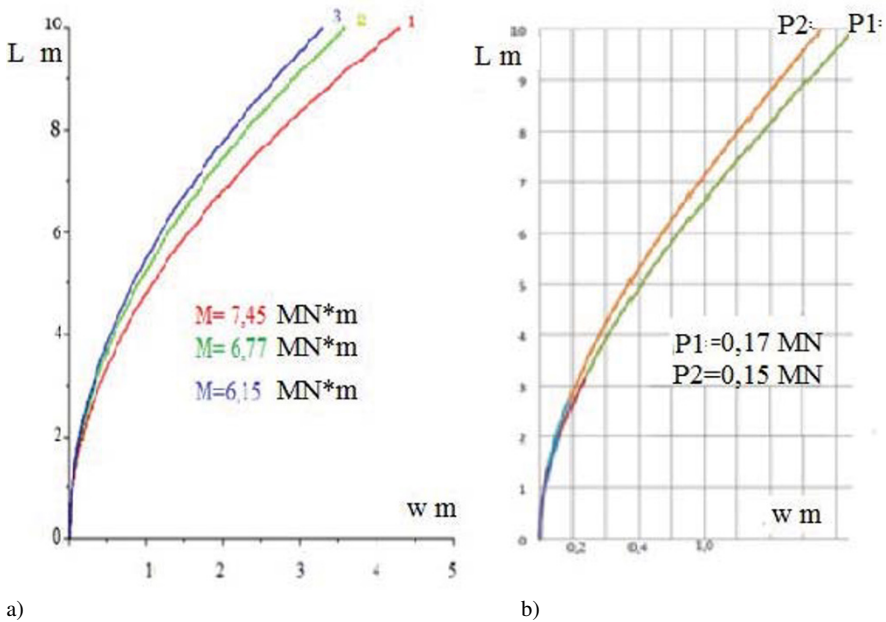 10
3 2 1
L m
8
6
4
2
0
M= 7,45 MN*m
M= 6,77 MN*m
M=6,15 MN*m
w m
1 2 3 4 5
a)
P2= P1=
L m
10
9
8
7
6
5
4
3
2
1
0
P1=0,17 MN
P2=0,15 MN
w m
0,2 0,4 1,0
b)